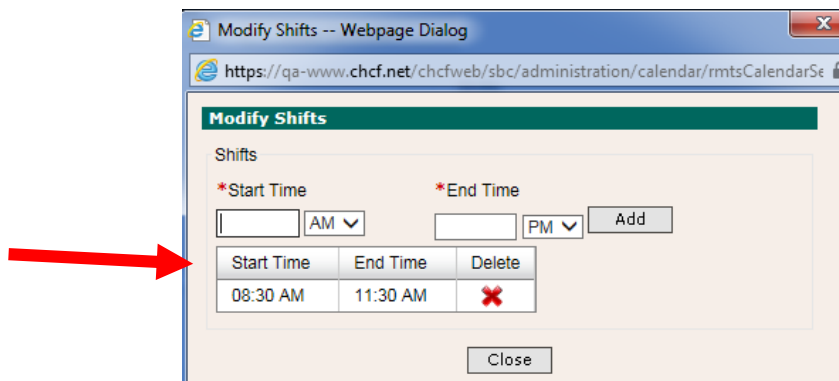 Modify Shifts -- Webpage Dialog
https://qa-www.chcf.net/chcfweb/sbc/administration/calendar/rmtsCalendarSe
Modify Shifts
Shifts
*Start Time *End Time
AM PM Add
Start Time End Time Delete
08:30 AM 11:30 AM
Close